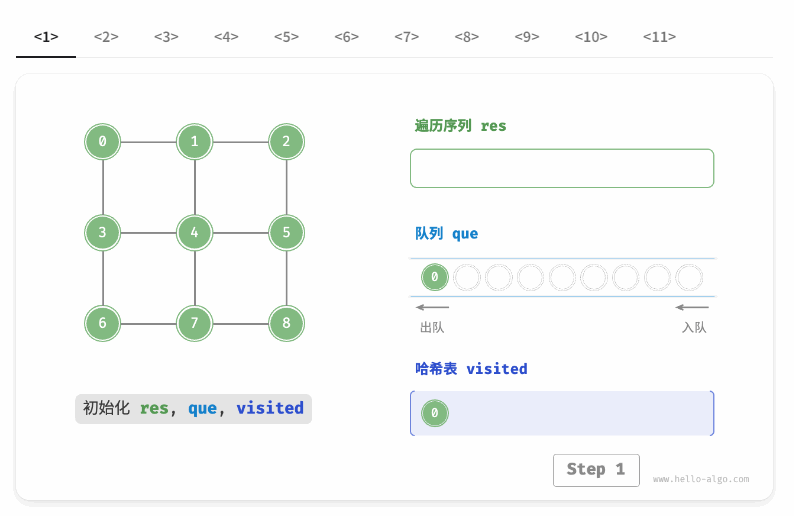 <1> <2> <3> <4> <5> <6> <7> <8> <9> <10> <11>
0 1 2
3 4 5
6 7 8
初始化 res, que, visited
遍历序列 res
队列 que
0
出队 入队
哈希表 visited
0
Step 1
www.hello-algo.com